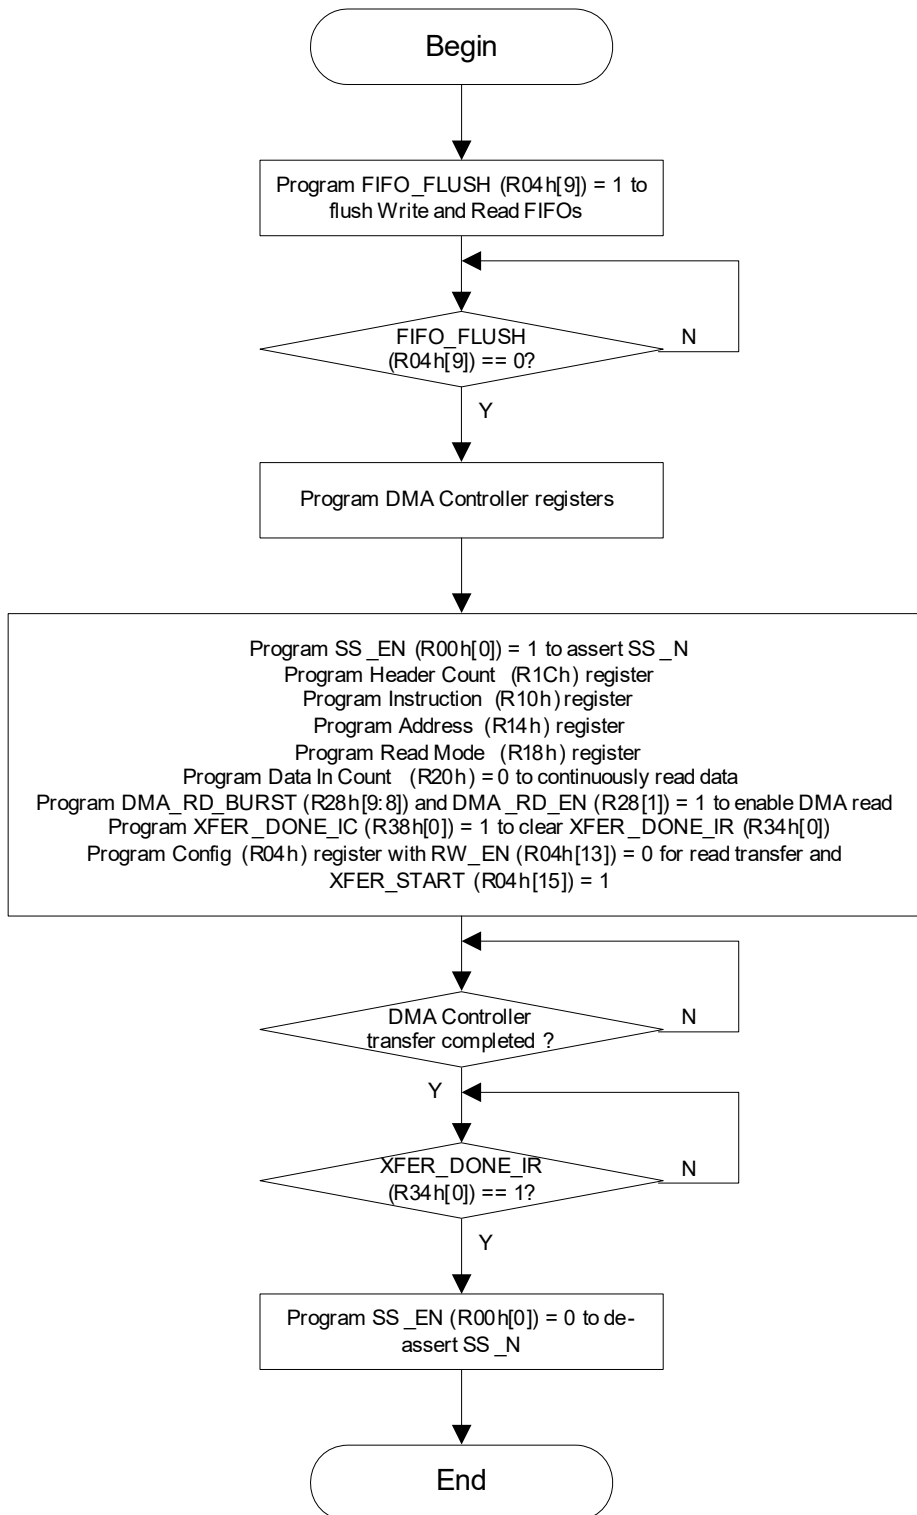 Begin
Program FIFO_FLUSH (R04h[9]) = 1 to
flush Write and Read FIFOs
FIFO_FLUSH
(R04h[9]) == 0?
N
Y
Program DMA Controller registers
Program SS_EN (R00h[0]) = 1 to assert SS_N
Program Header Count (R1Ch) register
Program Instruction (R10h) register
Program Address (R14h) register
Program Read Mode (R18h) register
Program Data In Count (R20h) = 0 to continuously read data
Program DMA_RD_BURST (R28h[9:8]) and DMA_RD_EN (R28[1]) = 1 to enable DMA read
Program XFER_DONE_IC (R38h[0]) = 1 to clear XFER_DONE_IR (R34h[0])
Program Config (R04h) register with RW_EN (R04h[13]) = 0 for read transfer and
XFER_START (R04h[15]) = 1
DMA Controller
transfer completed ?
N
Y
XFER_DONE_IR
(R34h[0]) == 1?
N
Y
Program SS_EN (R00h[0]) = 0 to de-
assert SS_N
End